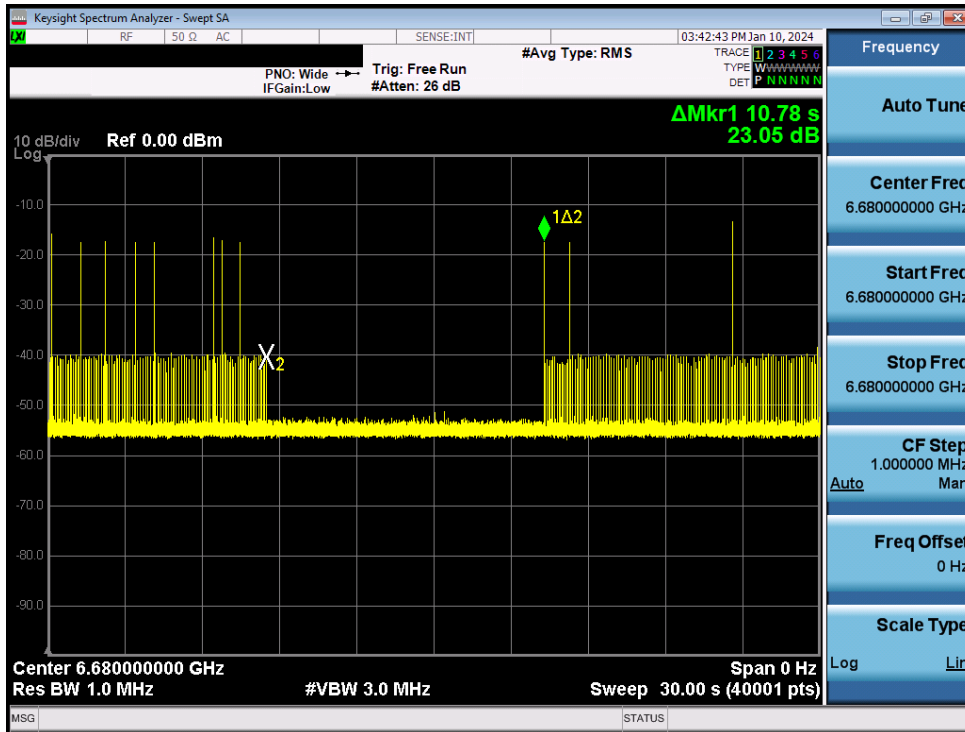 Keysight Spectrum Analyzer - Swept SA
LXI RF 50 Ω AC SENSE:INT 03:42:43 PM Jan 10, 2024
#Avg Type: RMS
TRACE 1 2 3 4 5 6
PNO: Wide Trig: Free Run
TYPE WWWWWW
IFGain:Low #Atten: 26 dB
DET P N N N N N
ΔMkr1 10.78 s
23.05 dB
10 dB/div Ref 0.00 dBm
Log
-10.0
-20.0
-30.0
-40.0
-50.0
-60.0
-70.0
-80.0
-90.0
1Δ2
X2
Center 6.680000000 GHz Span 0 Hz
Res BW 1.0 MHz #VBW 3.0 MHz Sweep 30.00 s (40001 pts)
MSG STATUS
Frequency
Auto Tune
Center Freq
6.680000000 GHz
Start Freq
6.680000000 GHz
Stop Freq
6.680000000 GHz
CF Step
1.000000 MHz
Auto Man
Freq Offset
0 Hz
Scale Type
Log Lin